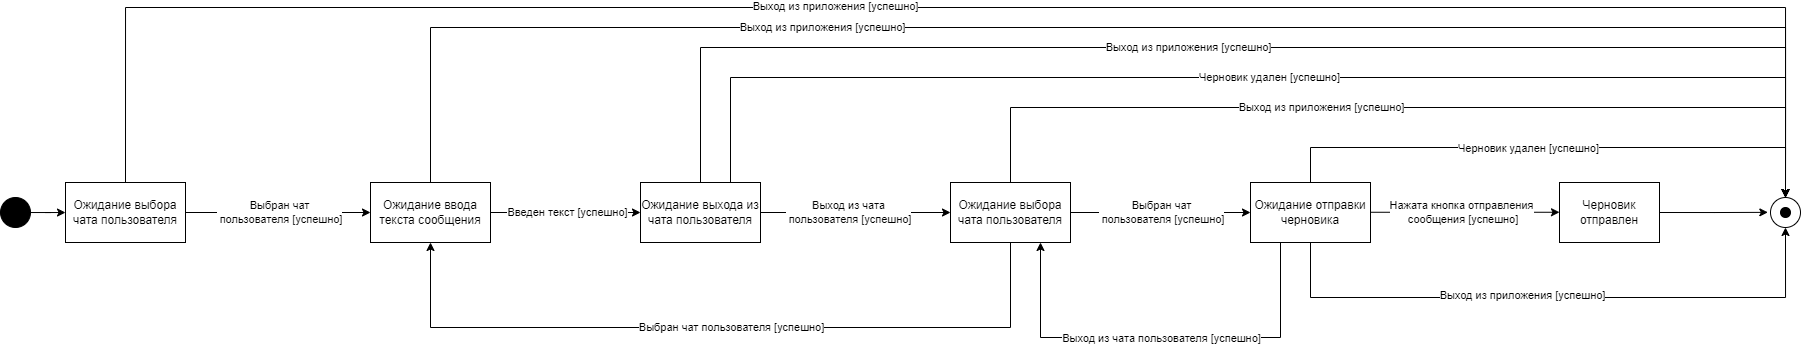 Выход из приложения [успешно]
Выход из приложения [успешно]
Выход из приложения [успешно]
Черновик удален [успешно]
Выход из приложения [успешно]
Черновик удален [успешно]
Ожидание выбора
чата пользователя
Выбран чат
пользователя [успешно]
Ожидание ввода
текста сообщения
Введен текст [успешно]
Ожидание выхода из
чата пользователя
Выход из чата
пользователя [успешно]
Ожидание выбора
чата пользователя
Выбран чат
пользователя [успешно]
Ожидание отправки
черновика
Нажата кнопка отправления
сообщения [успешно]
Черновик
отправлен
Выход из приложения [успешно]
Выбран чат пользователя [успешно]
Выход из чата пользователя [успешно]